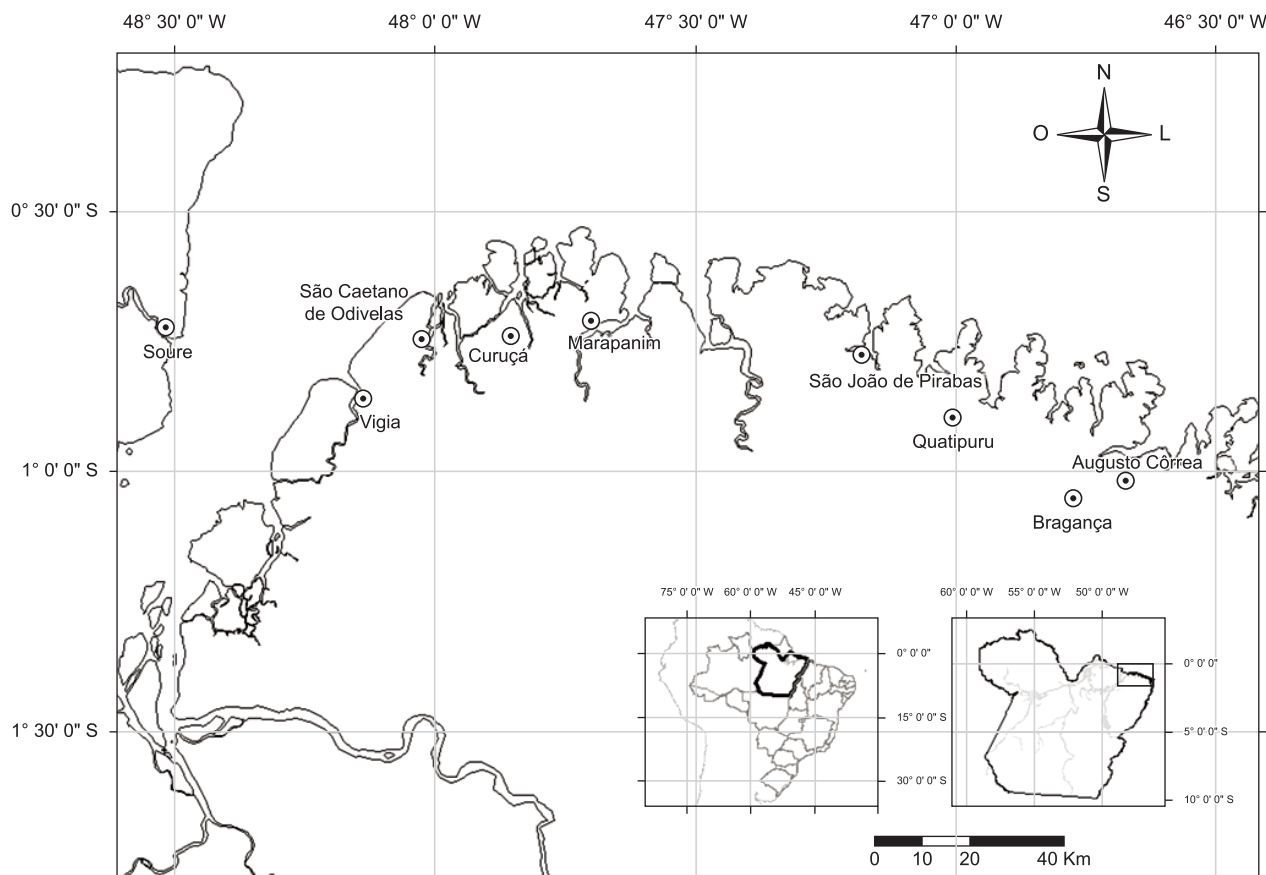 48° 30' 0" W
48° 0' 0" W
47° 30' 0" W
47° 0' 0" W
46° 30' 0" W
N
O
L
S
0° 30' 0" S
São Caetano
de Odivelas
Soure
Curuçá
Marapanim
São João de Pirabas
Vigia
Quatipuru
1° 0' 0" S
Augusto Côrrea
Bragança
75° 0' 0" W
60° 0' 0" W
45° 0' 0" W
60° 0' 0" W
55° 0' 0" W
50° 0' 0" W
0° 0' 0"
0° 0' 0"
15° 0' 0" S
5° 0' 0" S
1° 30' 0" S
30° 0' 0" S
10° 0' 0" S
0
10
20
40 Km